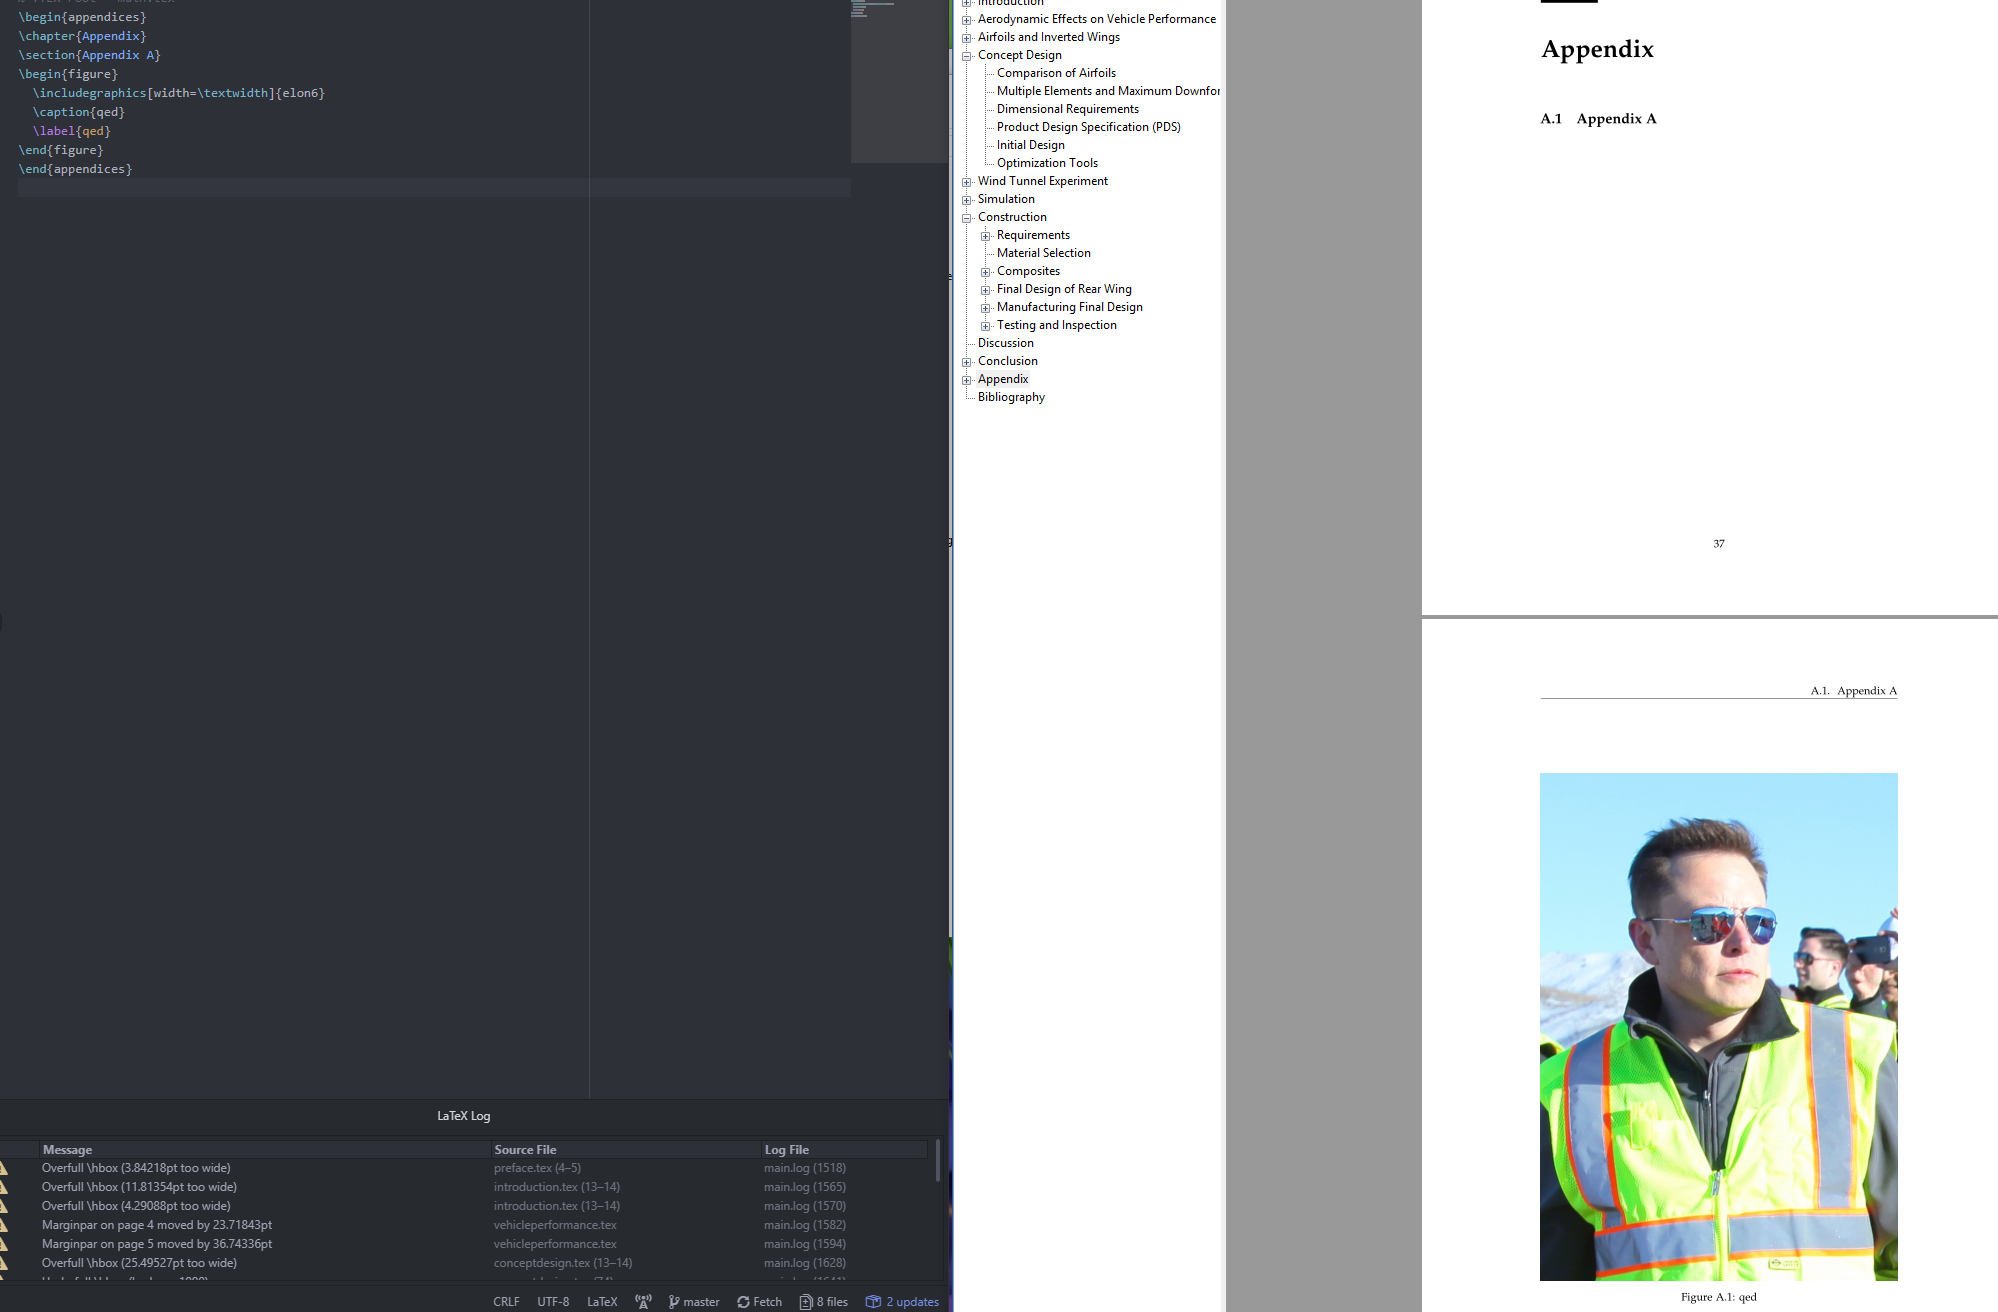 \begin{appendices}
\chapter{Appendix}
\section{Appendix A}
\begin{figure}
\includegraphics[width=\textwidth]{elon6}
\caption{qed}
\label{qed}
\end{figure}
\end{appendices}
LaTeX Log
Message Source File Log File
Overfull \hbox (3.84218pt too wide) preface.tex (4–5) main.log (1518)
Overfull \hbox (11.81354pt too wide) introduction.tex (13–14) main.log (1565)
Overfull \hbox (4.29088pt too wide) introduction.tex (13–14) main.log (1570)
Marginpar on page 4 moved by 23.71843pt vehicleperformance.tex main.log (1582)
Marginpar on page 5 moved by 36.74336pt vehicleperformance.tex main.log (1594)
Overfull \hbox (25.49527pt too wide) conceptdesign.tex (13–14) main.log (1628)
CRLF UTF-8 LaTeX master Fetch 8 files 2 updates
Introduction
Aerodynamic Effects on Vehicle Performance
Airfoils and Inverted Wings
Concept Design
Comparison of Airfoils
Multiple Elements and Maximum Downfor
Dimensional Requirements
Product Design Specification (PDS)
Initial Design
Optimization Tools
Wind Tunnel Experiment
Simulation
Construction
Requirements
Material Selection
Composites
Final Design of Rear Wing
Manufacturing Final Design
Testing and Inspection
Discussion
Conclusion
Appendix
Bibliography
Appendix
A.1 Appendix A
37
A.1. Appendix A
Figure A.1: qed